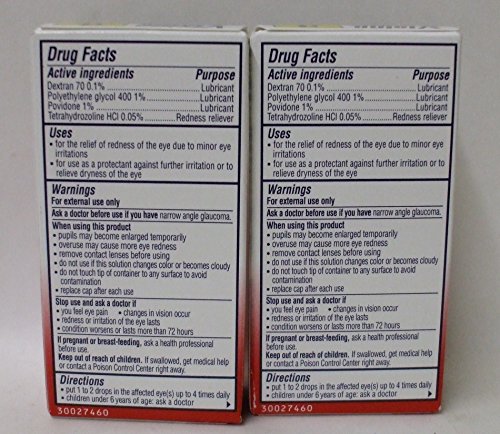 Drug Facts
Active ingredients Purpose
Dextran 70 0.1% Lubricant
Polyethylene glycol 400 1% Lubricant
Povidone 1% Lubricant
Tetrahydrozoline HCl 0.05% Redness reliever
Uses
• for the relief of redness of the eye due to minor eye
irritations
• for use as a protectant against further irritation or to
relieve dryness of the eye
Warnings
For external use only
Ask a doctor before use if you have narrow angle glaucoma.
When using this product
• pupils may become enlarged temporarily
• overuse may cause more eye redness
• remove contact lenses before using
• do not use if this solution changes color or becomes cloudy
• do not touch tip of container to any surface to avoid
contamination
• replace cap after each use
Stop use and ask a doctor if
• you feel eye pain • changes in vision occur
• redness or irritation of the eye lasts
• condition worsens or lasts more than 72 hours
If pregnant or breast-feeding, ask a health professional
before use.
Keep out of reach of children. If swallowed, get medical help
or contact a Poison Control Center right away.
Directions
• put 1 to 2 drops in the affected eye(s) up to 4 times daily
• children under 6 years of age: ask a doctor
30027460
Drug Facts
Active ingredients Purpose
Dextran 70 0.1% Lubricant
Polyethylene glycol 400 1% Lubricant
Povidone 1% Lubricant
Tetrahydrozoline HCl 0.05% Redness reliever
Uses
• for the relief of redness of the eye due to minor eye
irritations
• for use as a protectant against further irritation or to
relieve dryness of the eye
Warnings
For external use only
Ask a doctor before use if you have narrow angle glaucoma.
When using this product
• pupils may become enlarged temporarily
• overuse may cause more eye redness
• remove contact lenses before using
• do not use if this solution changes color or becomes cloudy
• do not touch tip of container to any surface to avoid
contamination
• replace cap after each use
Stop use and ask a doctor if
• you feel eye pain • changes in vision occur
• redness or irritation of the eye lasts
• condition worsens or lasts more than 72 hours
If pregnant or breast-feeding, ask a health professional
before use.
Keep out of reach of children. If swallowed, get medical help
or contact a Poison Control Center right away.
Directions
• put 1 to 2 drops in the affected eye(s) up to 4 times daily
• children under 6 years of age: ask a doctor
30027460